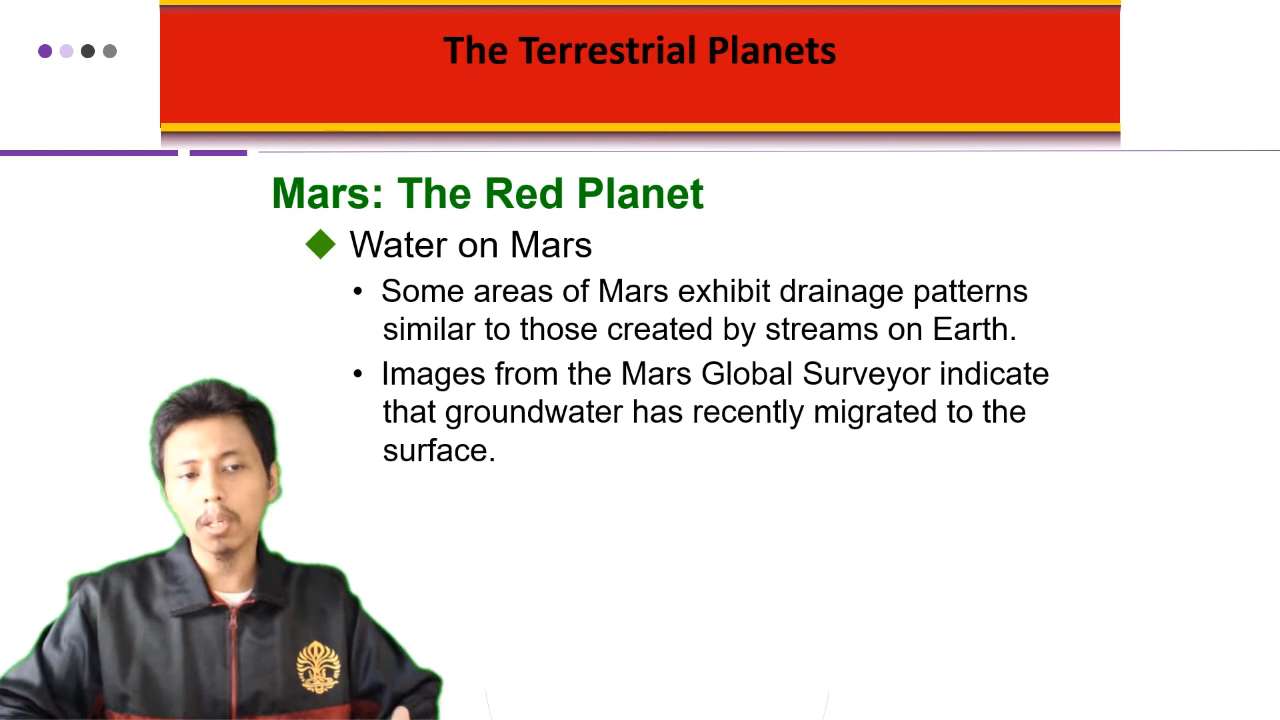 The Terrestrial Planets
Mars: The Red Planet
Water on Mars
• Some areas of Mars exhibit drainage patterns
similar to those created by streams on Earth.
• Images from the Mars Global Surveyor indicate
that groundwater has recently migrated to the
surface.